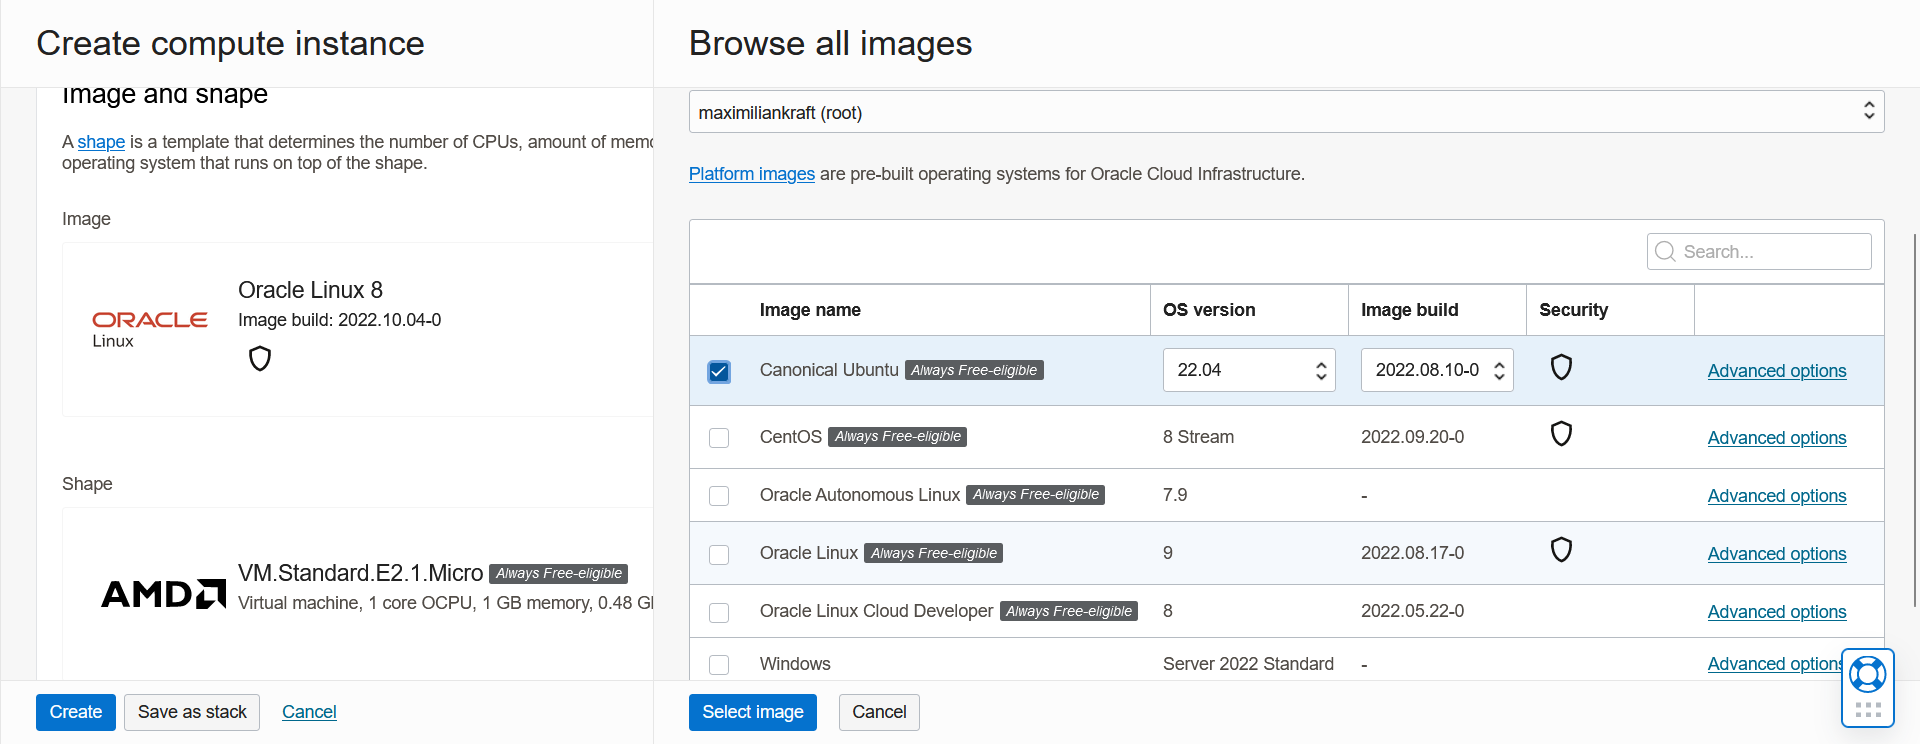 Create compute instance
Image and shape
A shape is a template that determines the number of CPUs, amount of memo
operating system that runs on top of the shape.
Image
ORACLE
Linux
Oracle Linux 8
Image build: 2022.10.04-0
Shape
AMD
VM.Standard.E2.1.Micro Always Free-eligible
Virtual machine, 1 core OCPU, 1 GB memory, 0.48 G
Create Save as stack Cancel
Browse all images
maximiliankraft (root)
Platform images are pre-built operating systems for Oracle Cloud Infrastructure.
Search...
Image name OS version Image build Security
Canonical Ubuntu Always Free-eligible 22.04 2022.08.10-0 Advanced options
CentOS Always Free-eligible 8 Stream 2022.09.20-0 Advanced options
Oracle Autonomous Linux Always Free-eligible 7.9 - Advanced options
Oracle Linux Always Free-eligible 9 2022.08.17-0 Advanced options
Oracle Linux Cloud Developer Always Free-eligible 8 2022.05.22-0 Advanced options
Windows Server 2022 Standard - Advanced options
Select image Cancel